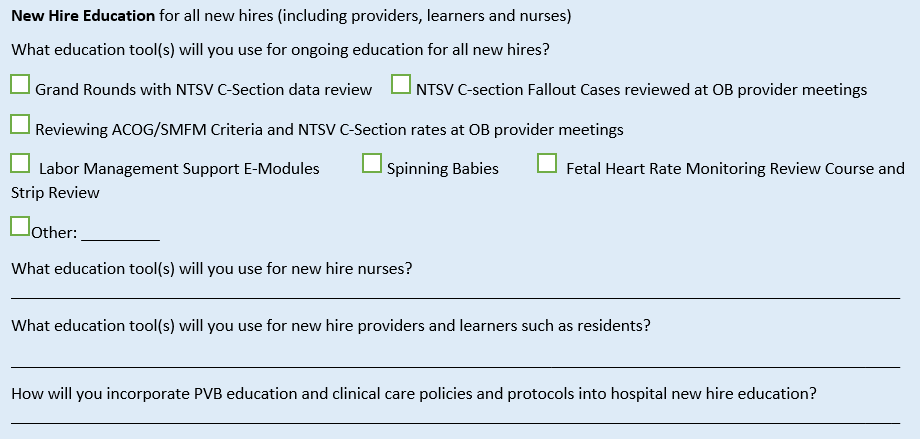 New Hire Education for all new hires (including providers, learners and nurses)
What education tool(s) will you use for ongoing education for all new hires?
Grand Rounds with NTSV C-Section data review NTSV C-section Fallout Cases reviewed at OB provider meetings
Reviewing ACOG/SMFM Criteria and NTSV C-Section rates at OB provider meetings
Labor Management Support E-Modules Spinning Babies Fetal Heart Rate Monitoring Review Course and
Strip Review
Other: __________
What education tool(s) will you use for new hire nurses?
What education tool(s) will you use for new hire providers and learners such as residents?
How will you incorporate PVB education and clinical care policies and protocols into hospital new hire education?